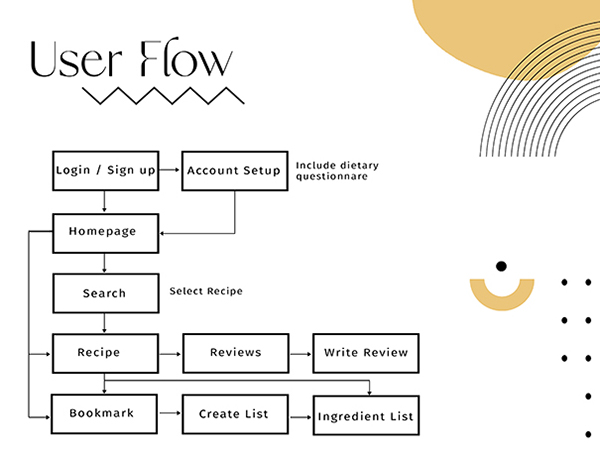 User Flow
Login / Sign up
Account Setup
Include dietary
questionnare
Homepage
Search
Select Recipe
Recipe
Reviews
Write Review
Bookmark
Create List
Ingredient List